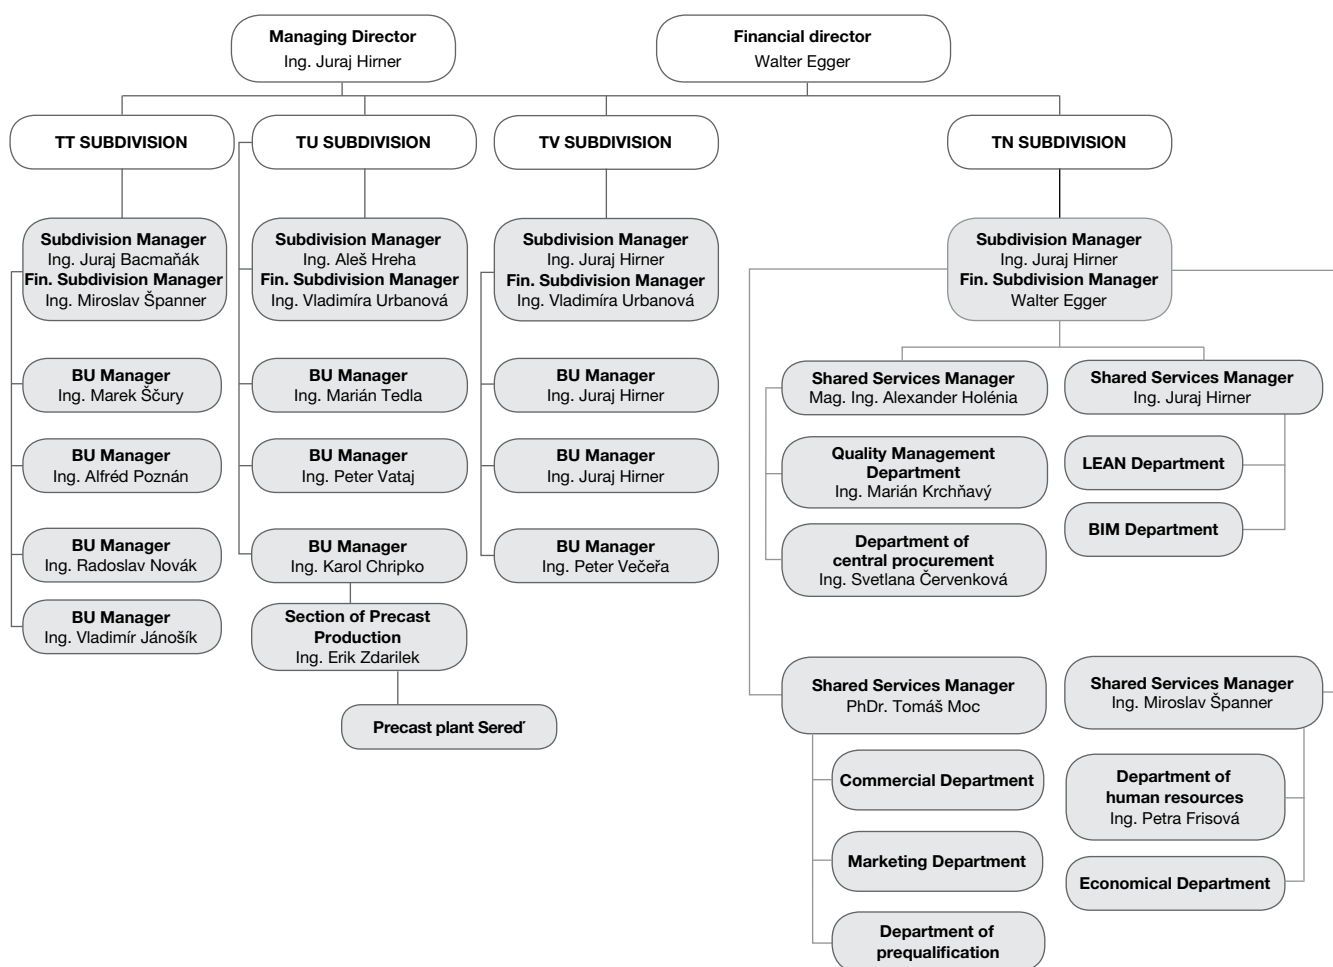 Managing Director
Ing. Juraj Hirner
Financial director
Walter Egger
TT SUBDIVISION
TU SUBDIVISION
TV SUBDIVISION
TN SUBDIVISION
Subdivision Manager
Ing. Juraj Bacmaňák
Fin. Subdivision Manager
Ing. Miroslav Španner
Subdivision Manager
Ing. Aleš Hreha
Fin. Subdivision Manager
Ing. Vladimíra Urbanová
Subdivision Manager
Ing. Juraj Hirner
Fin. Subdivision Manager
Ing. Vladimíra Urbanová
Subdivision Manager
Ing. Juraj Hirner
Fin. Subdivision Manager
Walter Egger
BU Manager
Ing. Marek Ščury
BU Manager
Ing. Marián Tedla
BU Manager
Ing. Juraj Hirner
Shared Services Manager
Mag. Ing. Alexander Holénia
Shared Services Manager
Ing. Juraj Hirner
BU Manager
Ing. Alfréd Poznán
BU Manager
Ing. Peter Vataj
BU Manager
Ing. Juraj Hirner
Quality Management
Department
Ing. Marián Krchňavý
LEAN Department
BIM Department
BU Manager
Ing. Radoslav Novák
BU Manager
Ing. Karol Chripko
BU Manager
Ing. Peter Večeřa
Department of
central procurement
Ing. Svetlana Červenková
BU Manager
Ing. Vladimír Jánošík
Section of Precast
Production
Ing. Erik Zdarilek
Precast plant Sereď
Shared Services Manager
PhDr. Tomáš Moc
Shared Services Manager
Ing. Miroslav Španner
Commercial Department
Department of
human resources
Ing. Petra Frisová
Marketing Department
Economical Department
Department of
prequalification